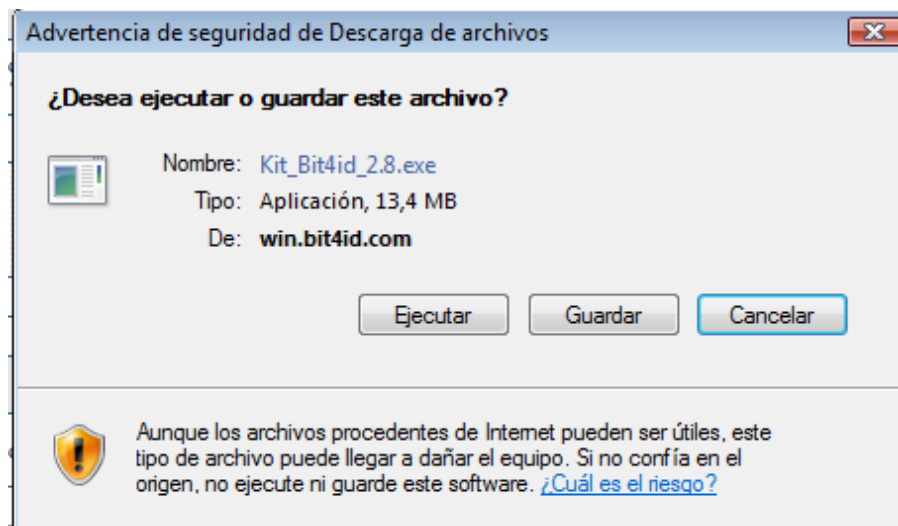 Advertencia de seguridad de Descarga de archivos
¿Desea ejecutar o guardar este archivo?
Nombre: Kit_Bit4id_2.8.exe
Tipo: Aplicación, 13,4 MB
De: win.bit4id.com
Ejecutar Guardar Cancelar
Aunque los archivos procedentes de Internet pueden ser útiles, este
tipo de archivo puede llegar a dañar el equipo. Si no confía en el
origen, no ejecute ni guarde este software. ¿Cuál es el riesgo?